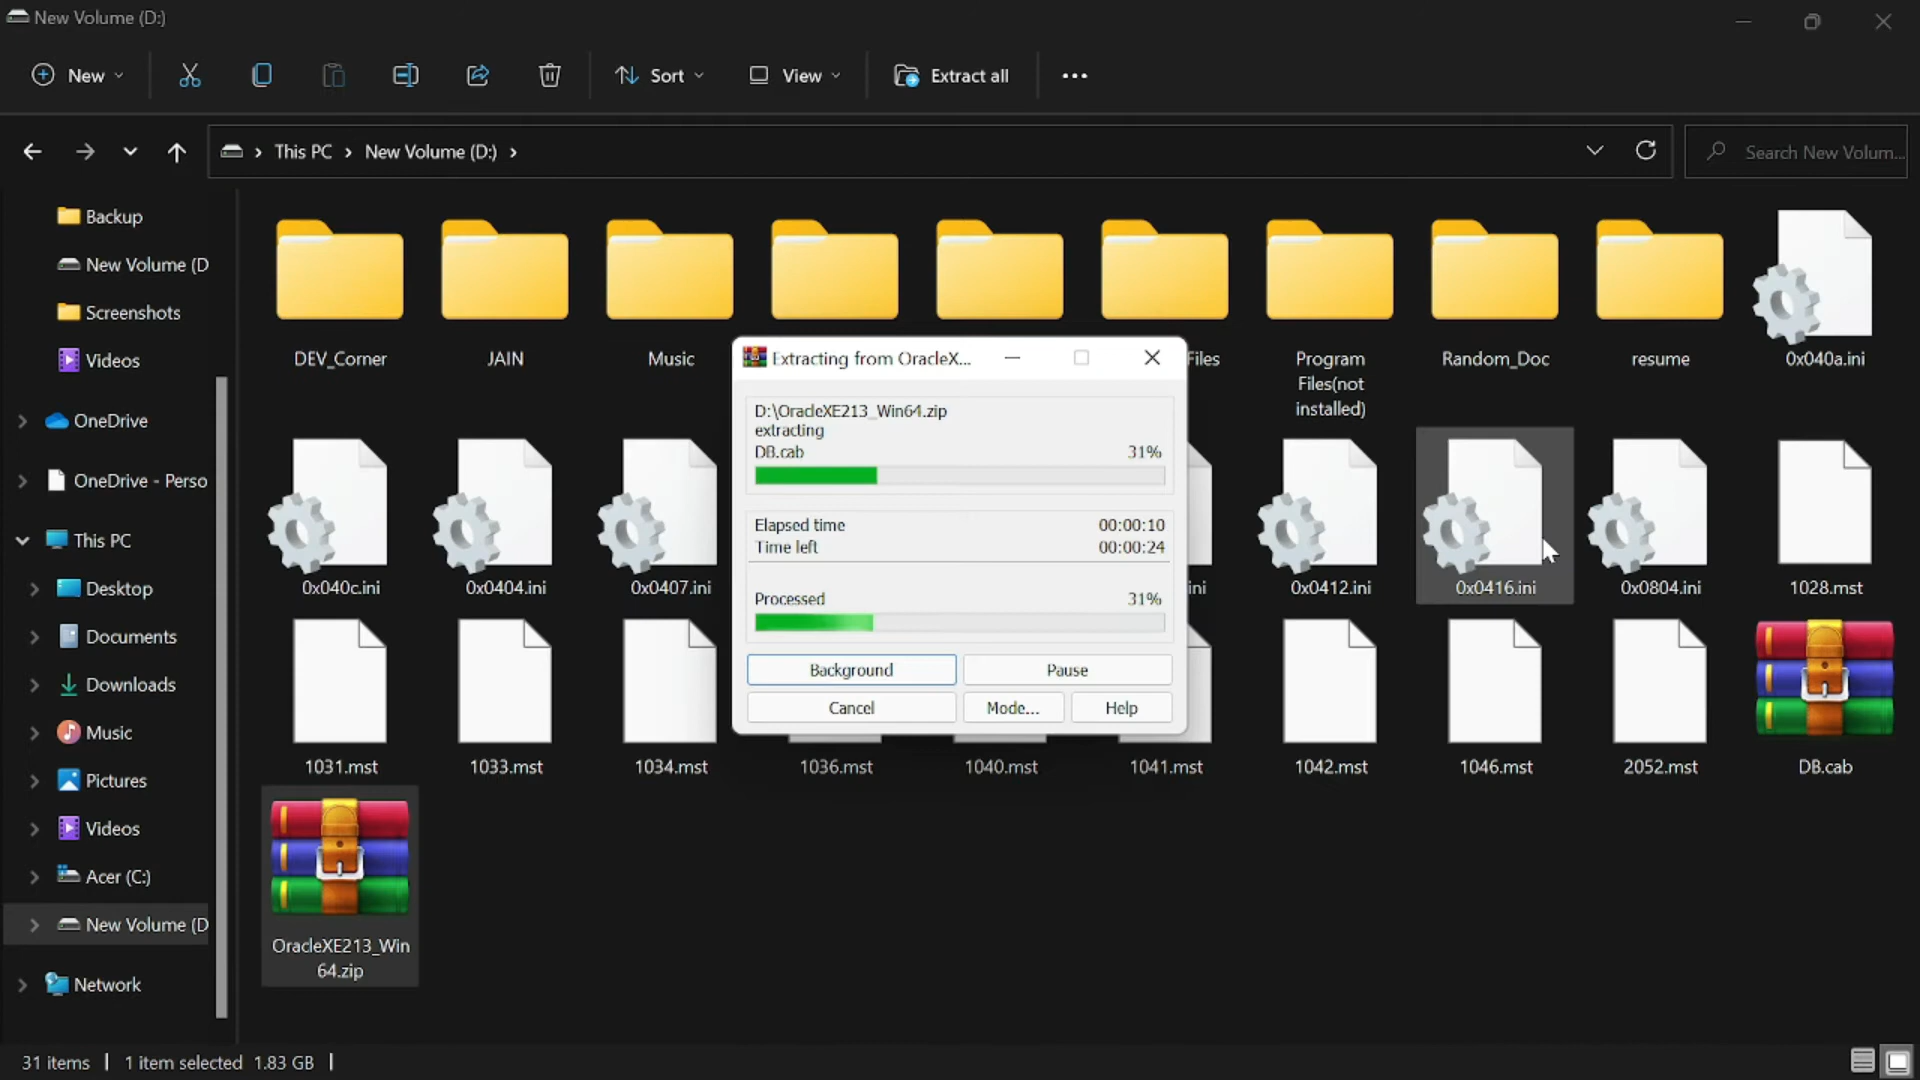 New Volume (D:)
New
Sort
View
Extract all
This PC
New Volume (D:)
Search New Volum...
Backup
New Volume (D
Screenshots
Videos
OneDrive
OneDrive - Perso
This PC
Desktop
Documents
Downloads
Music
Pictures
Videos
Acer (C:)
New Volume (D
Network
DEV_Corner
JAIN
Music
Files
Program
Files(not
installed)
Random_Doc
resume
0x040a.ini
0x040c.ini
0x0404.ini
0x0407.ini
ini
0x0412.ini
0x0416.ini
0x0804.ini
1028.mst
1031.mst
1033.mst
1034.mst
1036.mst
1040.mst
1041.mst
1042.mst
1046.mst
2052.mst
DB.cab
OracleXE213_Win
64.zip
Extracting from OracleX...
D:\OracleXE213_Win64.zip
extracting
DB.cab 31%
Elapsed time 00:00:10
Time left 00:00:24
Processed 31%
Background
Pause
Cancel
Mode...
Help
31 items
1 item selected 1.83 GB